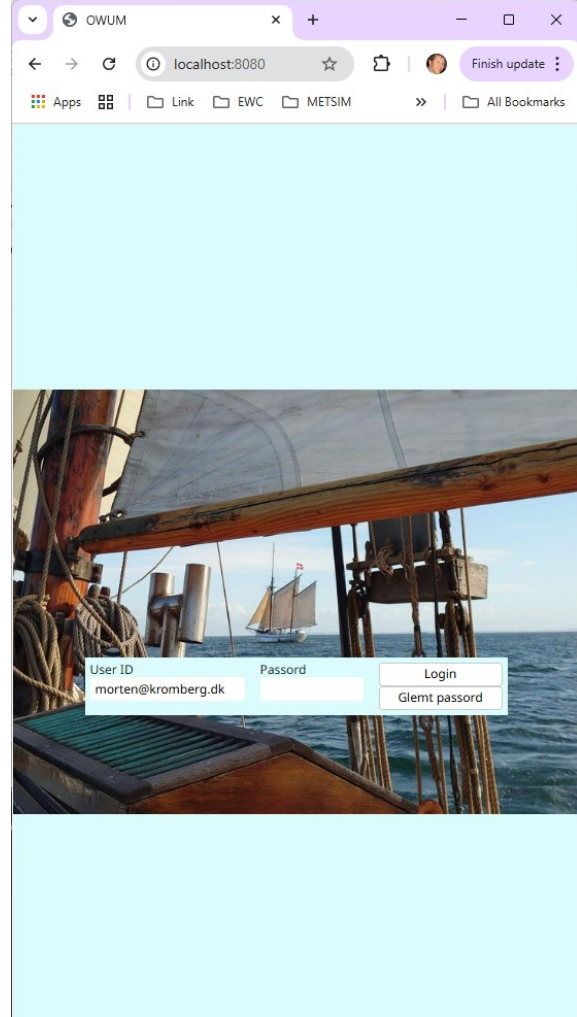 OWUM
localhost:8080
Finish update
Apps
Link
EWC
METSIM
»
All Bookmarks
User ID
Passord
Login
morten@kromberg.dk
Glemt passord